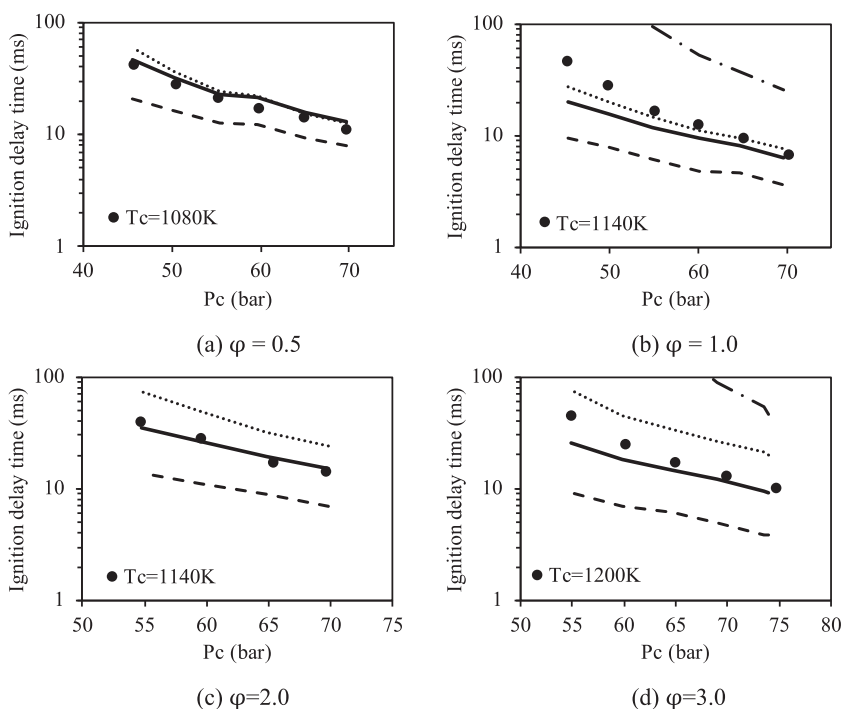 100
10
1
Ignition delay time (ms)
Tc=1080K
40 50 60 70
Pc (bar)
(a) φ = 0.5
100
10
1
Ignition delay time (ms)
Tc=1140K
40 50 60 70
Pc (bar)
(b) φ = 1.0
100
10
1
Ignition delay time (ms)
Tc=1140K
50 55 60 65 70 75
Pc (bar)
(c) φ=2.0
100
10
1
Ignition delay time (ms)
Tc=1200K
50 55 60 65 70 75 80
Pc (bar)
(d) φ=3.0